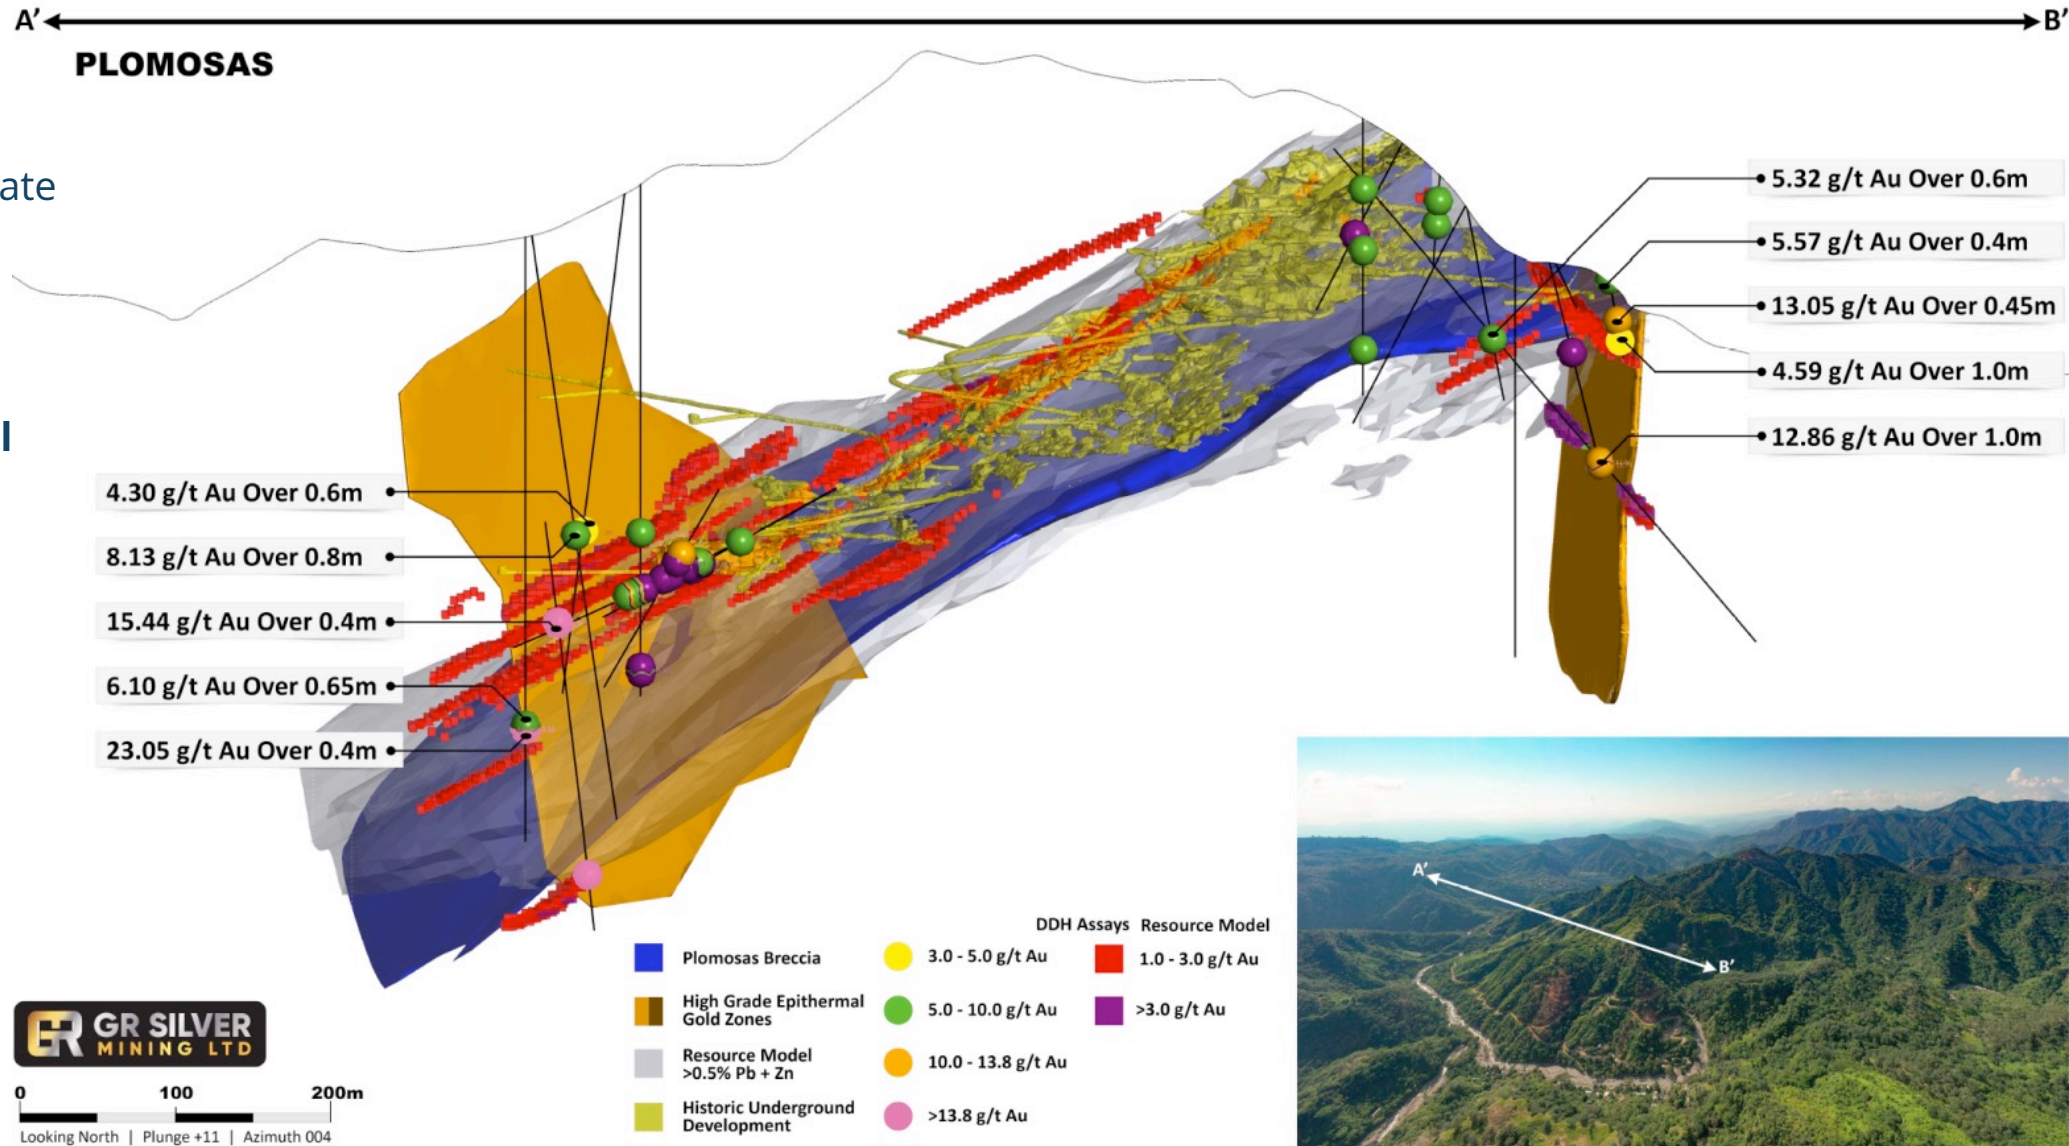 A’
B’
PLOMOSAS
ate
l
5.32 g/t Au Over 0.6m
5.57 g/t Au Over 0.4m
13.05 g/t Au Over 0.45m
4.59 g/t Au Over 1.0m
12.86 g/t Au Over 1.0m
4.30 g/t Au Over 0.6m
8.13 g/t Au Over 0.8m
15.44 g/t Au Over 0.4m
6.10 g/t Au Over 0.65m
23.05 g/t Au Over 0.4m
DDH Assays
Resource Model
Plomosas Breccia
3.0 - 5.0 g/t Au
1.0 - 3.0 g/t Au
High Grade Epithermal
Gold Zones
5.0 - 10.0 g/t Au
>3.0 g/t Au
Resource Model
>0.5% Pb + Zn
10.0 - 13.8 g/t Au
Historic Underground
Development
>13.8 g/t Au
GR GR SILVER
MINING LTD
0 100 200m
Looking North | Plunge +11 | Azimuth 004
A’
B’